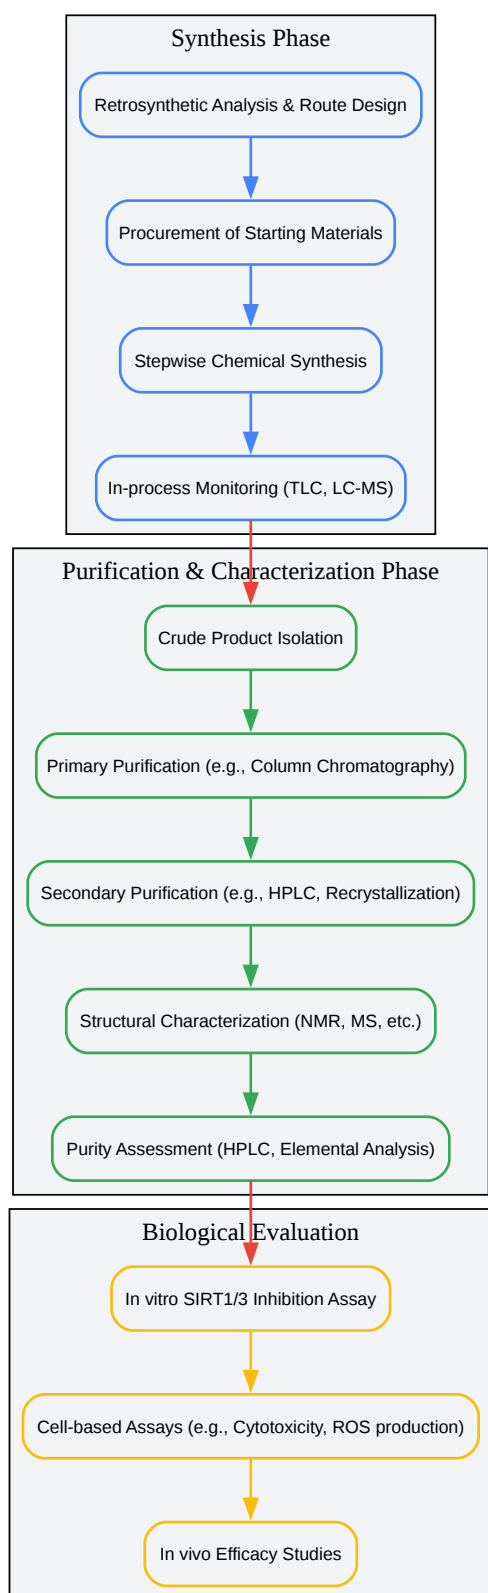 Synthesis Phase
Retrosynthetic Analysis & Route Design
Procurement of Starting Materials
Stepwise Chemical Synthesis
In-process Monitoring (TLC, LC-MS)
Purification & Characterization Phase
Crude Product Isolation
Primary Purification (e.g., Column Chromatography)
Secondary Purification (e.g., HPLC, Recrystallization)
Structural Characterization (NMR, MS, etc.)
Purity Assessment (HPLC, Elemental Analysis)
Biological Evaluation
In vitro SIRT1/3 Inhibition Assay
Cell-based Assays (e.g., Cytotoxicity, ROS production)
In vivo Efficacy Studies